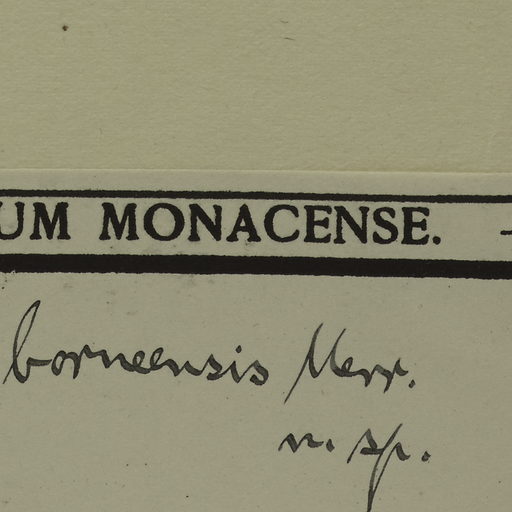 UM MONACENSE. -
borneensis Merr.
n. sp.